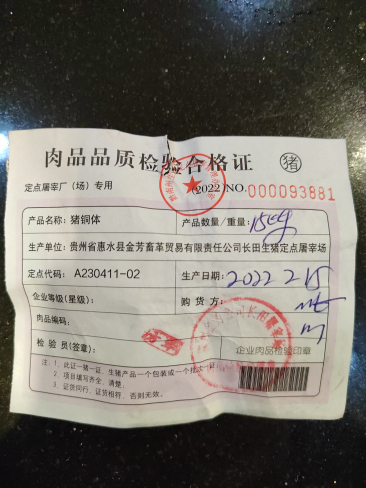 肉品品质检验合格证 猪
定点屠宰厂（场）专用 (2022)NO.000093881
产品名称：猪胴体 产品数量/重量：
生产单位：贵州省惠水县金芳畜革贸易有限责任公司长田生猪定点屠宰场
定点代码：A230411-02 生产日期：2022 2 15
企业等级(星级)： 购货方：
肉品编码：
检验员(签章)： 企业肉品检验印章
注：1、此证一猪一证，生猪产品一个包装或一个批次一证
2、项目填写齐全、清楚。
3、证货同行，证货相符，否则无效。